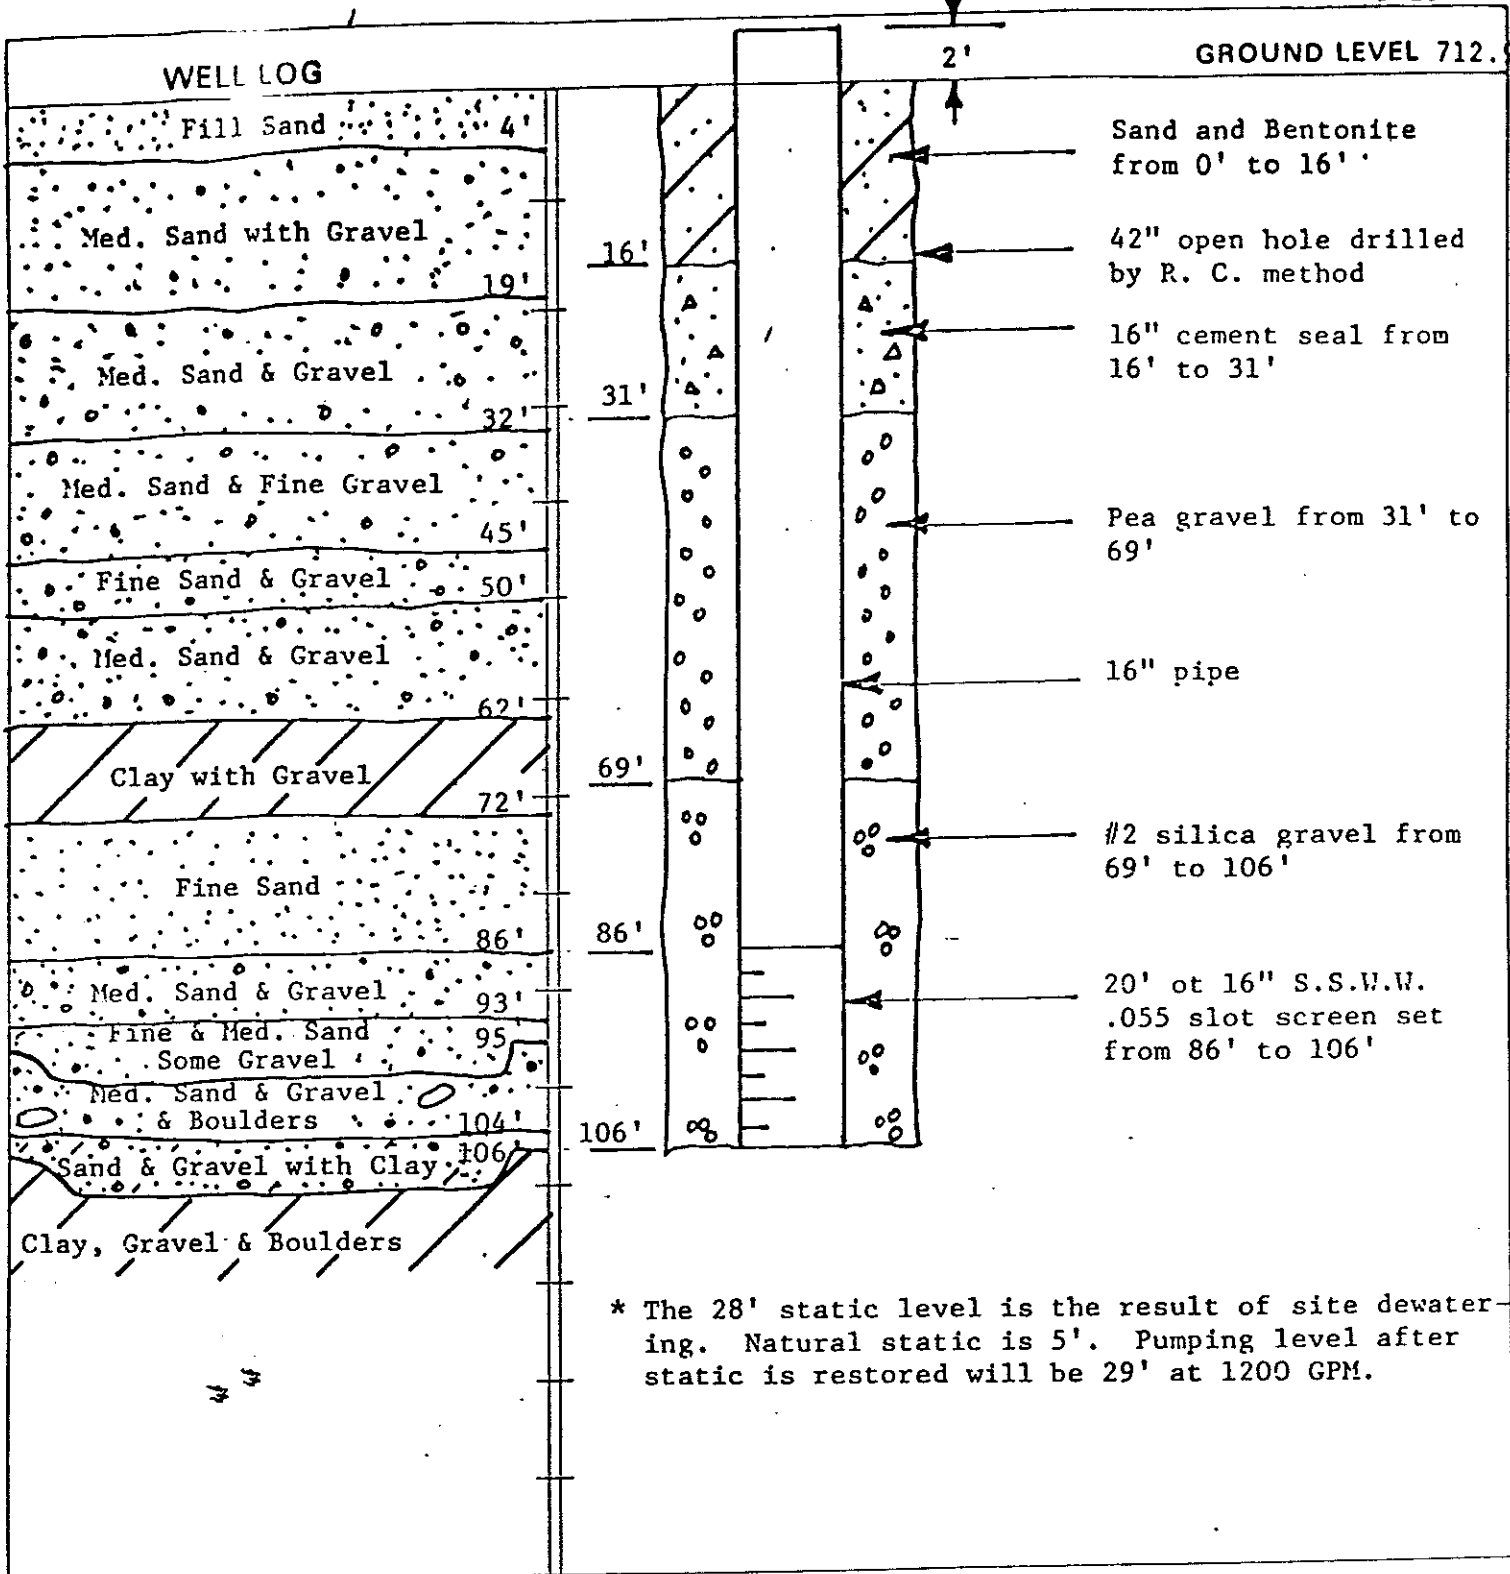 WELL LOG
2'
GROUND LEVEL 712.
Fill Sand 4'
Med. Sand with Gravel
19'
Med. Sand & Gravel
32'
Med. Sand & Fine Gravel
45'
Fine Sand & Gravel 50'
Med. Sand & Gravel
62'
Clay with Gravel
72'
Fine Sand
86'
Med. Sand & Gravel
93'
Fine & Med. Sand 95
Some Gravel
Med. Sand & Gravel
& Boulders 104'
Sand & Gravel with Clay 106
Clay, Gravel & Boulders
16'
31'
69'
86'
106'
Sand and Bentonite
from 0' to 16'
42" open hole drilled
by R. C. method
16" cement seal from
16' to 31'
Pea gravel from 31' to
69'
16" pipe
#2 silica gravel from
69' to 106'
20' ot 16" S.S.W.W.
.055 slot screen set
from 86' to 106'
* The 28' static level is the result of site dewater-
ing. Natural static is 5'. Pumping level after
static is restored will be 29' at 1200 GPM.